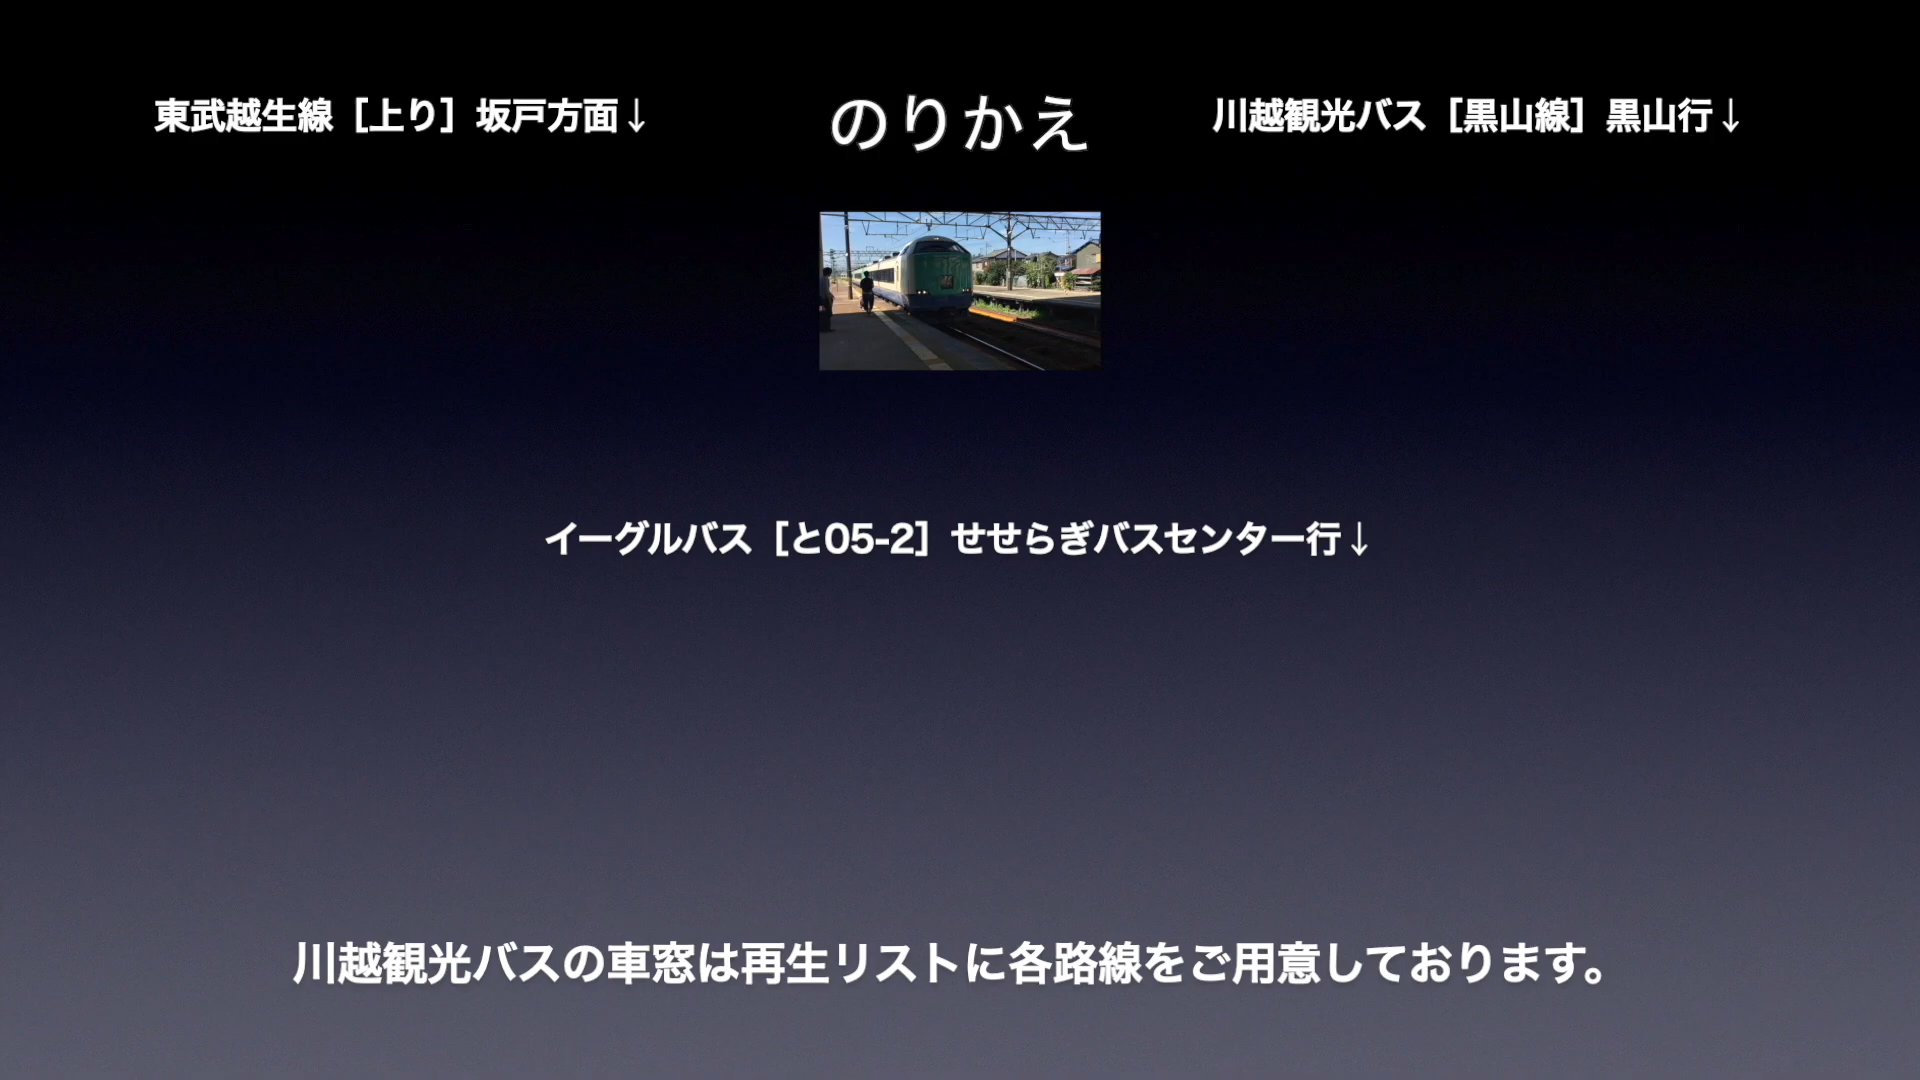 東武越生線［上り］坂戸方面↓
のりかえ
川越観光バス［黒山線］黒山行↓
イーグルバス［と05-2］せせらぎバスセンター行↓
川越観光バスの車窓は再生リストに各路線をご用意しております。